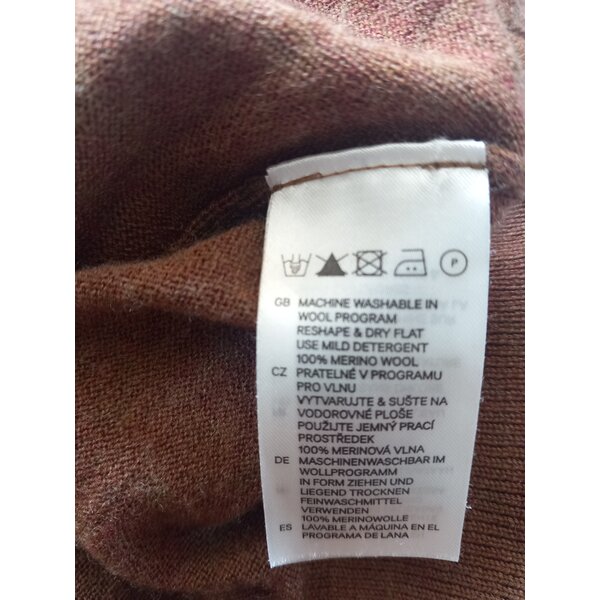 P
GB MACHINE WASHABLE IN
WOOL PROGRAM
RESHAPE & DRY FLAT
USE MILD DETERGENT
100% MERINO WOOL
CZ PRATELNÉ V PROGRAMU
PRO VLNU
VYTVARUJTE & SUŠTE NA
VODOROVNÉ PLOŠE
POUŽIJTE JEMNÝ PRACÍ
PROSTŘEDEK
100% MERINOVÁ VLNA
DE MASCHINENWASCHBAR IM
WOLLPROGRAMM
IN FORM ZIEHEN UND
LIEGEND TROCKNEN
FEINWASCHMITTEL
VERWENDEN
100% MERINOWOLLE
ES LAVABLE A MÁQUINA EN EL
PROGRAMA DE LANA